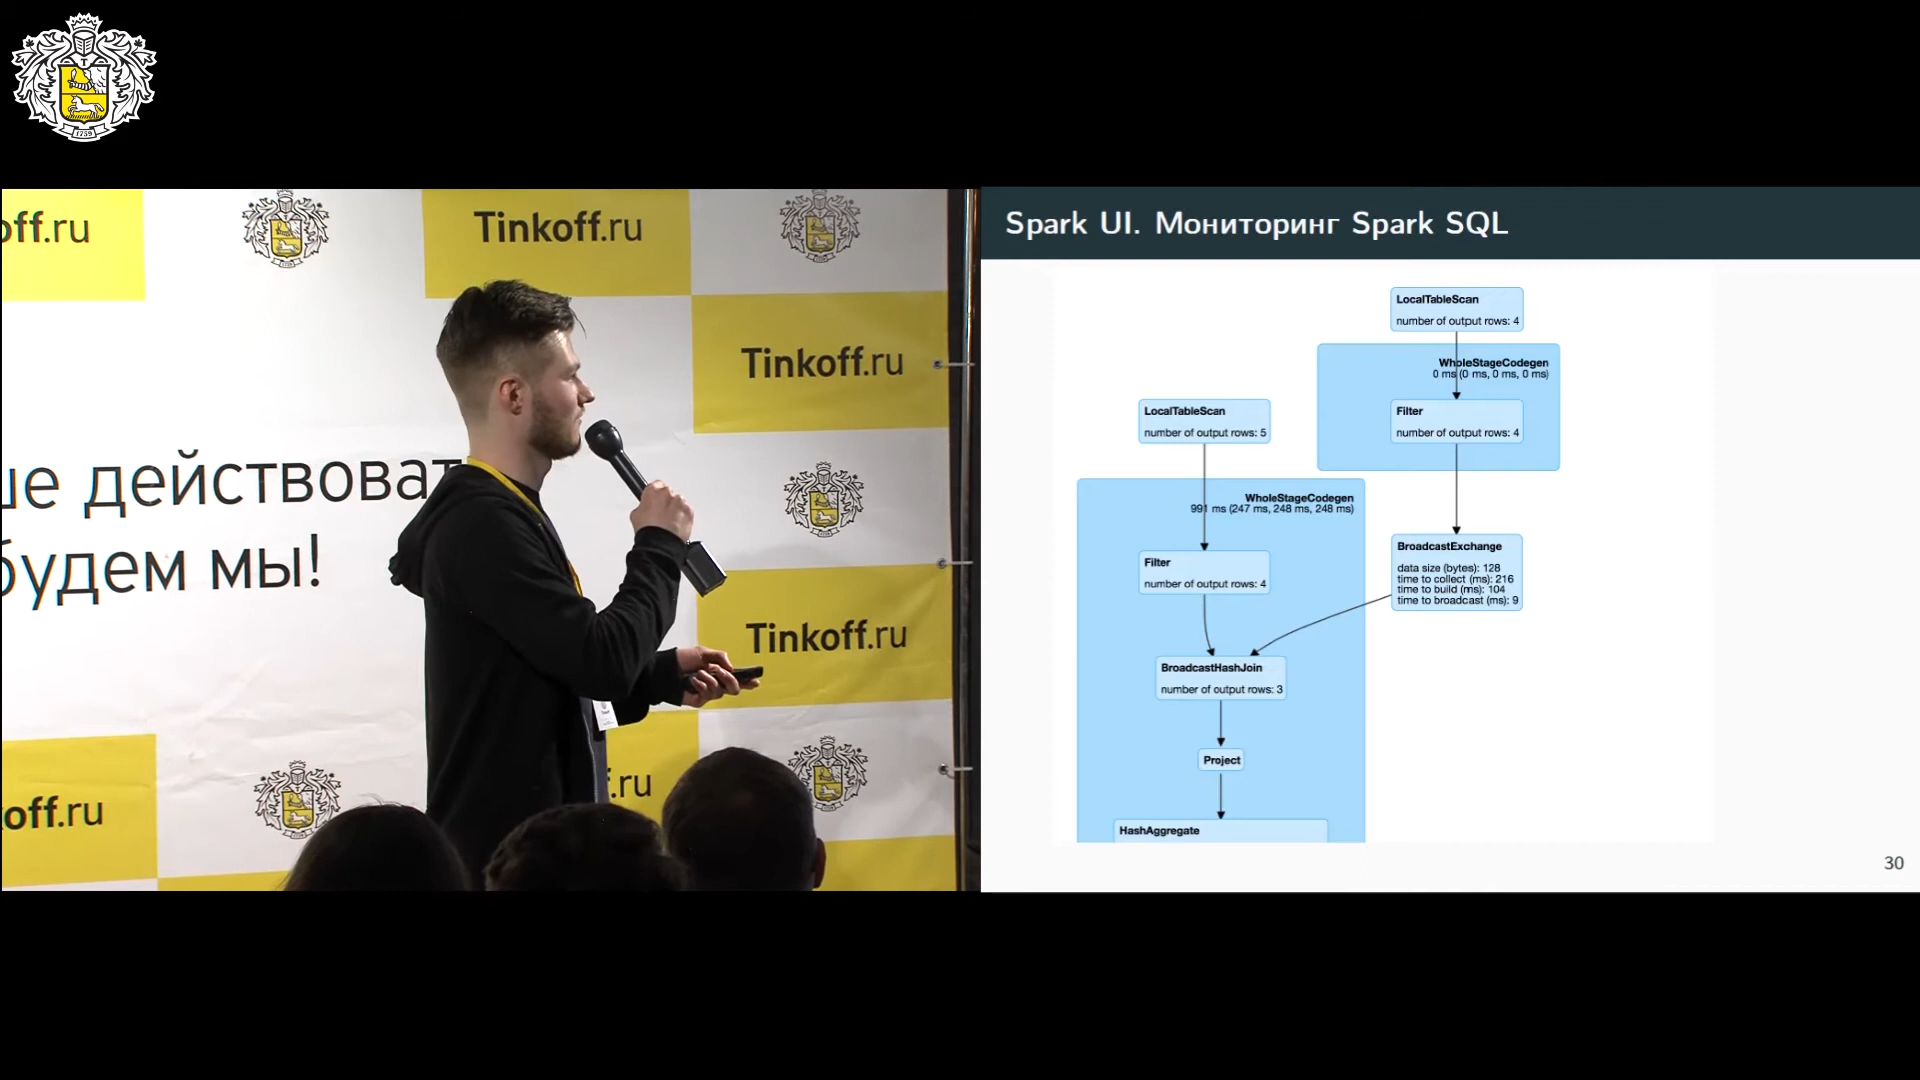 1759
off.ru
Tinkoff.ru
Tinkoff.ru
ше действоват
будем мы!
Tinkoff.ru
.ru
koff.ru
Spark UI. Мониторинг Spark SQL
LocalTableScan
number of output rows: 4
WholeStageCodegen
0 ms (0 ms, 0 ms, 0 ms)
Filter
number of output rows: 4
LocalTableScan
number of output rows: 5
WholeStageCodegen
991 ms (247 ms, 248 ms, 248 ms)
Filter
number of output rows: 4
BroadcastExchange
data size (bytes): 128
time to collect (ms): 216
time to build (ms): 104
time to broadcast (ms): 9
BroadcastHashJoin
number of output rows: 3
Project
HashAggregate
30